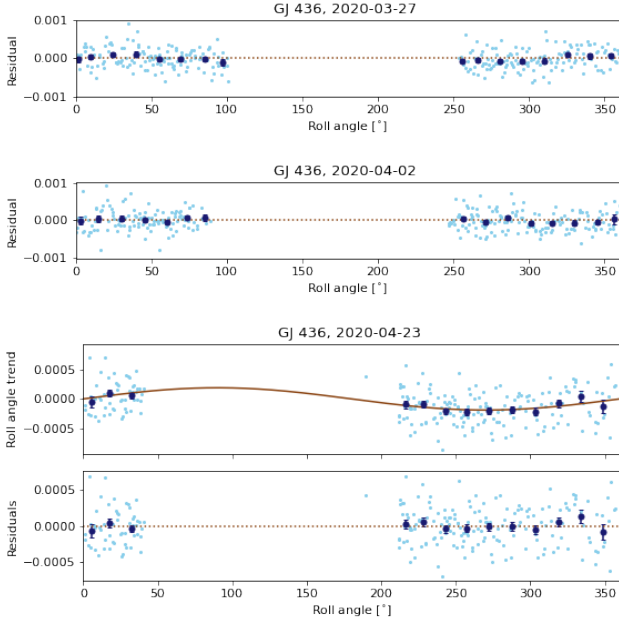 GJ 436, 2020-03-27
0.001
0.000
−0.001
Residual
0 50 100 150 200 250 300 350
Roll angle [°]
GJ 436, 2020-04-02
0.001
0.000
−0.001
Residual
0 50 100 150 200 250 300 350
Roll angle [°]
GJ 436, 2020-04-23
0.0005
0.0000
−0.0005
Roll angle trend
0.0005
0.0000
−0.0005
Residuals
0 50 100 150 200 250 300 350
Roll angle [°]